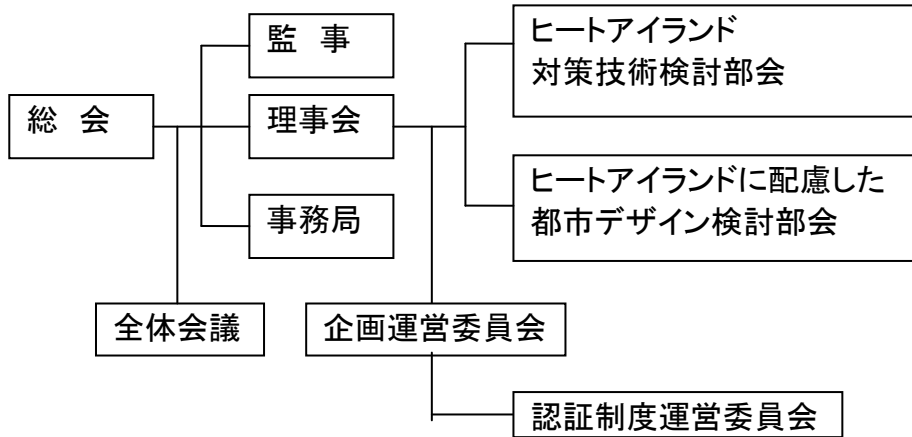 監　事
ヒートアイランド
対策技術検討部会
総　会
理事会
ヒートアイランドに配慮した
都市デザイン検討部会
事務局
全体会議
企画運営委員会
認証制度運営委員会